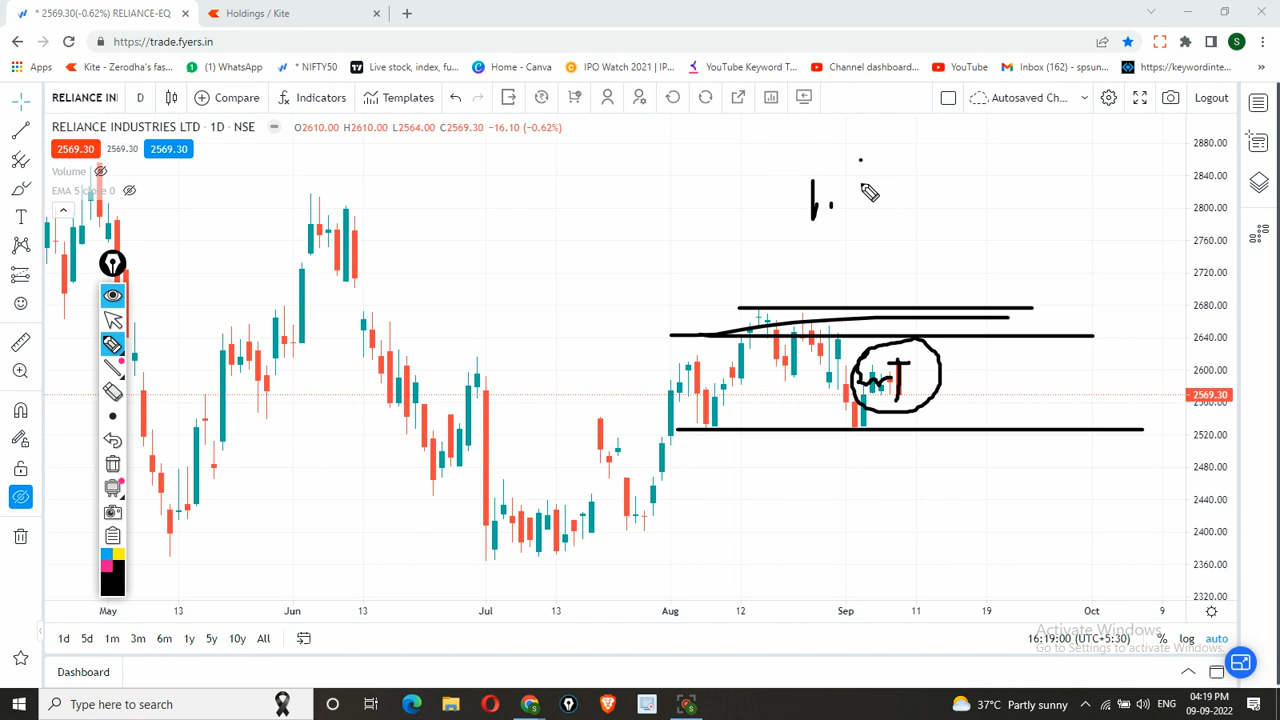 * 2569.30(-0.62%) RELIANCE-EQ
Holdings / Kite
https://trade.fyers.in
S
Apps
Kite - Zerodha's fas...
(1) WhatsApp
* NIFTY50
Live stock, index, fu...
Home - Canva
IPO Watch 2021 | IP...
YouTube Keyword T...
Channel dashboard...
YouTube
Inbox (162) - spsun...
https://keywordinte...
»
RELIANCE IN
D
Compare
Indicators
Templates
Autosaved Ch...
Logout
RELIANCE INDUSTRIES LTD · 1D · NSE
O2610.00 H2610.00 L2564.00 C2569.30 −16.10 (−0.62%)
2569.30
2569.30
2569.30
Volume
EMA 5 close 0
2880.00
2840.00
2800.00
2760.00
2720.00
2680.00
2640.00
2600.00
2569.30
2560.00
2520.00
2480.00
2440.00
2400.00
2360.00
2320.00
May
13
Jun
13
Jul
13
Aug
12
Sep
11
19
Oct
9
1d
5d
1m
3m
6m
1y
5y
10y
All
16:19:00 (UTC+5:30)
%
log
auto
Activate Windows
Go to Settings to activate Windows.
Dashboard
Type here to search
37°C Partly sunny
ENG
04:19 PM
09-09-2022